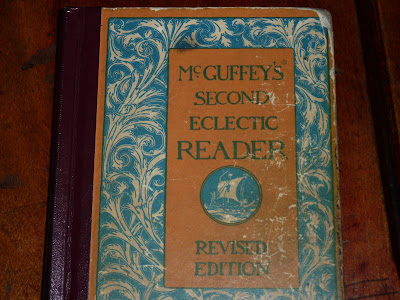 McGUFFEY'S®
SECOND
ECLECTIC
READER
REVISED
EDITION